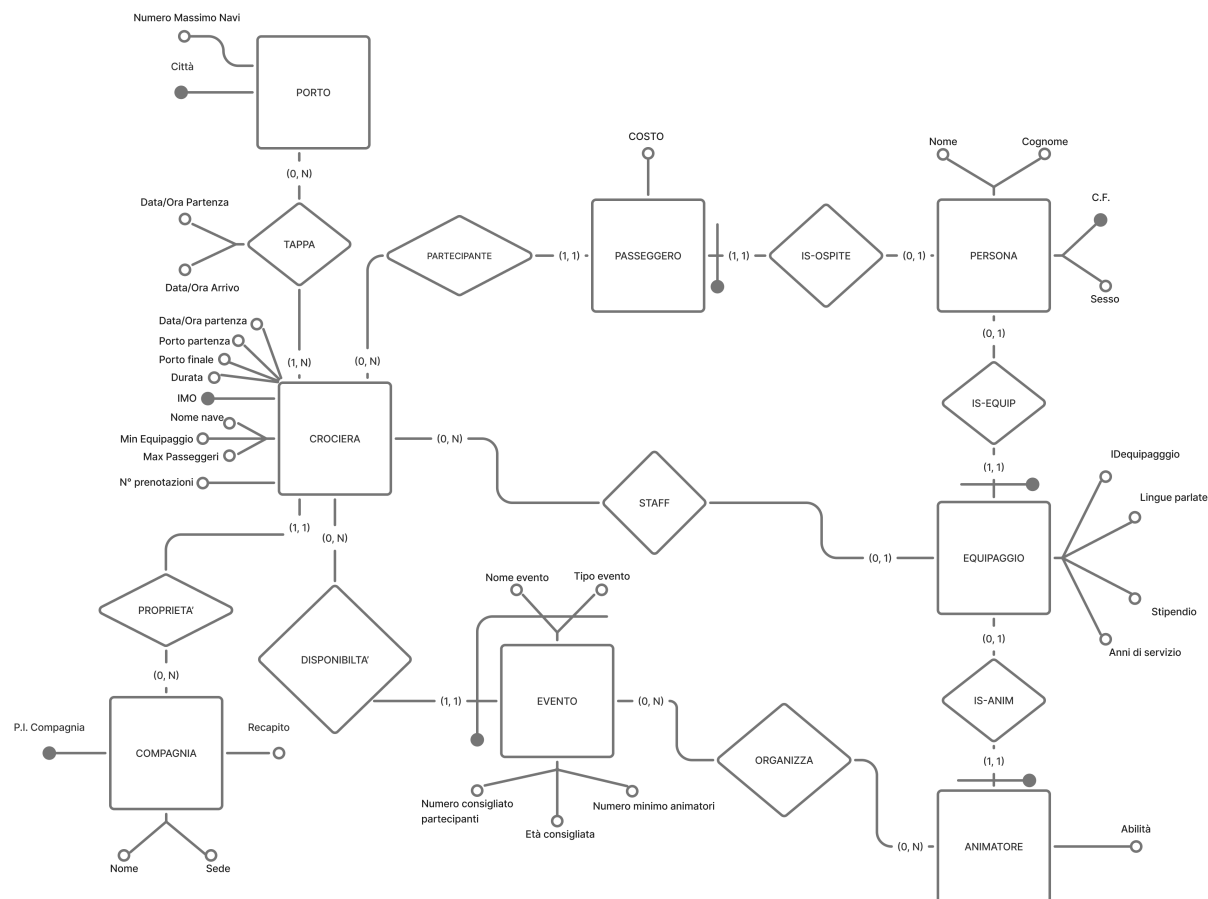 Numero Massimo Navi
Città
PORTO
(0, N)
Data/Ora Partenza
TAPPA
Data/Ora Arrivo
(1, N)
COSTO
PARTECIPANTE
(1, 1)
PASSEGGERO
(1, 1)
IS-OSPITE
(0, 1)
Nome
Cognome
C.F.
PERSONA
Sesso
(0, N)
(0, 1)
Data/Ora partenza
Porto partenza
Porto finale
Durata
IMO
Nome nave
Min Equipaggio
Max Passeggeri
N° prenotazioni
CROCIERA
(0, N)
IS-EQUIP
(1, 1)
STAFF
(0, 1)
EQUIPAGGIO
IDequipagggio
Lingue parlate
Stipendio
Anni di servizio
(1, 1)
(0, N)
PROPRIETA'
(0, N)
DISPONIBILTA'
(1, 1)
Nome evento
Tipo evento
EVENTO
(0, N)
Numero consigliato
partecipanti
Età consigliata
Numero minimo animatori
ORGANIZZA
(0, N)
(0, 1)
IS-ANIM
(1, 1)
ANIMATORE
Abilità
P.I. Compagnia
COMPAGNIA
Recapito
Nome
Sede